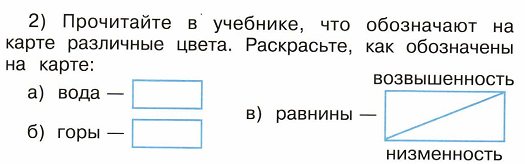 2) Прочитайте в учебнике, что обозначают на
карте различные цвета. Раскрасьте, как обозначены
на карте:
а) вода —
б) горы —
возвышенность
в) равнины —
низменность